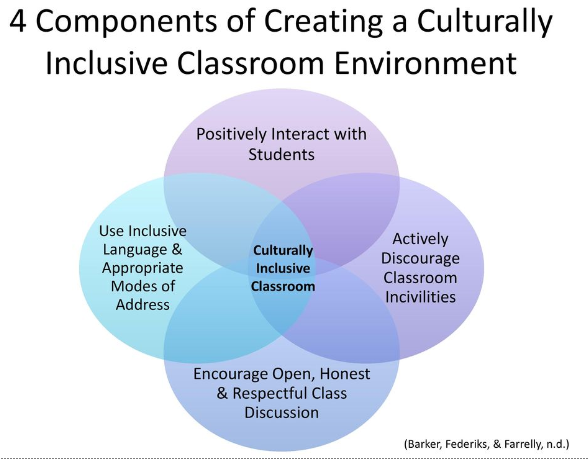 4 Components of Creating a Culturally
Inclusive Classroom Environment
Positively Interact with
Students
Use Inclusive
Language &
Appropriate
Modes of
Address
Culturally
Inclusive
Classroom
Actively
Discourage
Classroom
Incivilities
Encourage Open, Honest
& Respectful Class
Discussion
(Barker, Federiks, & Farrelly, n.d.)